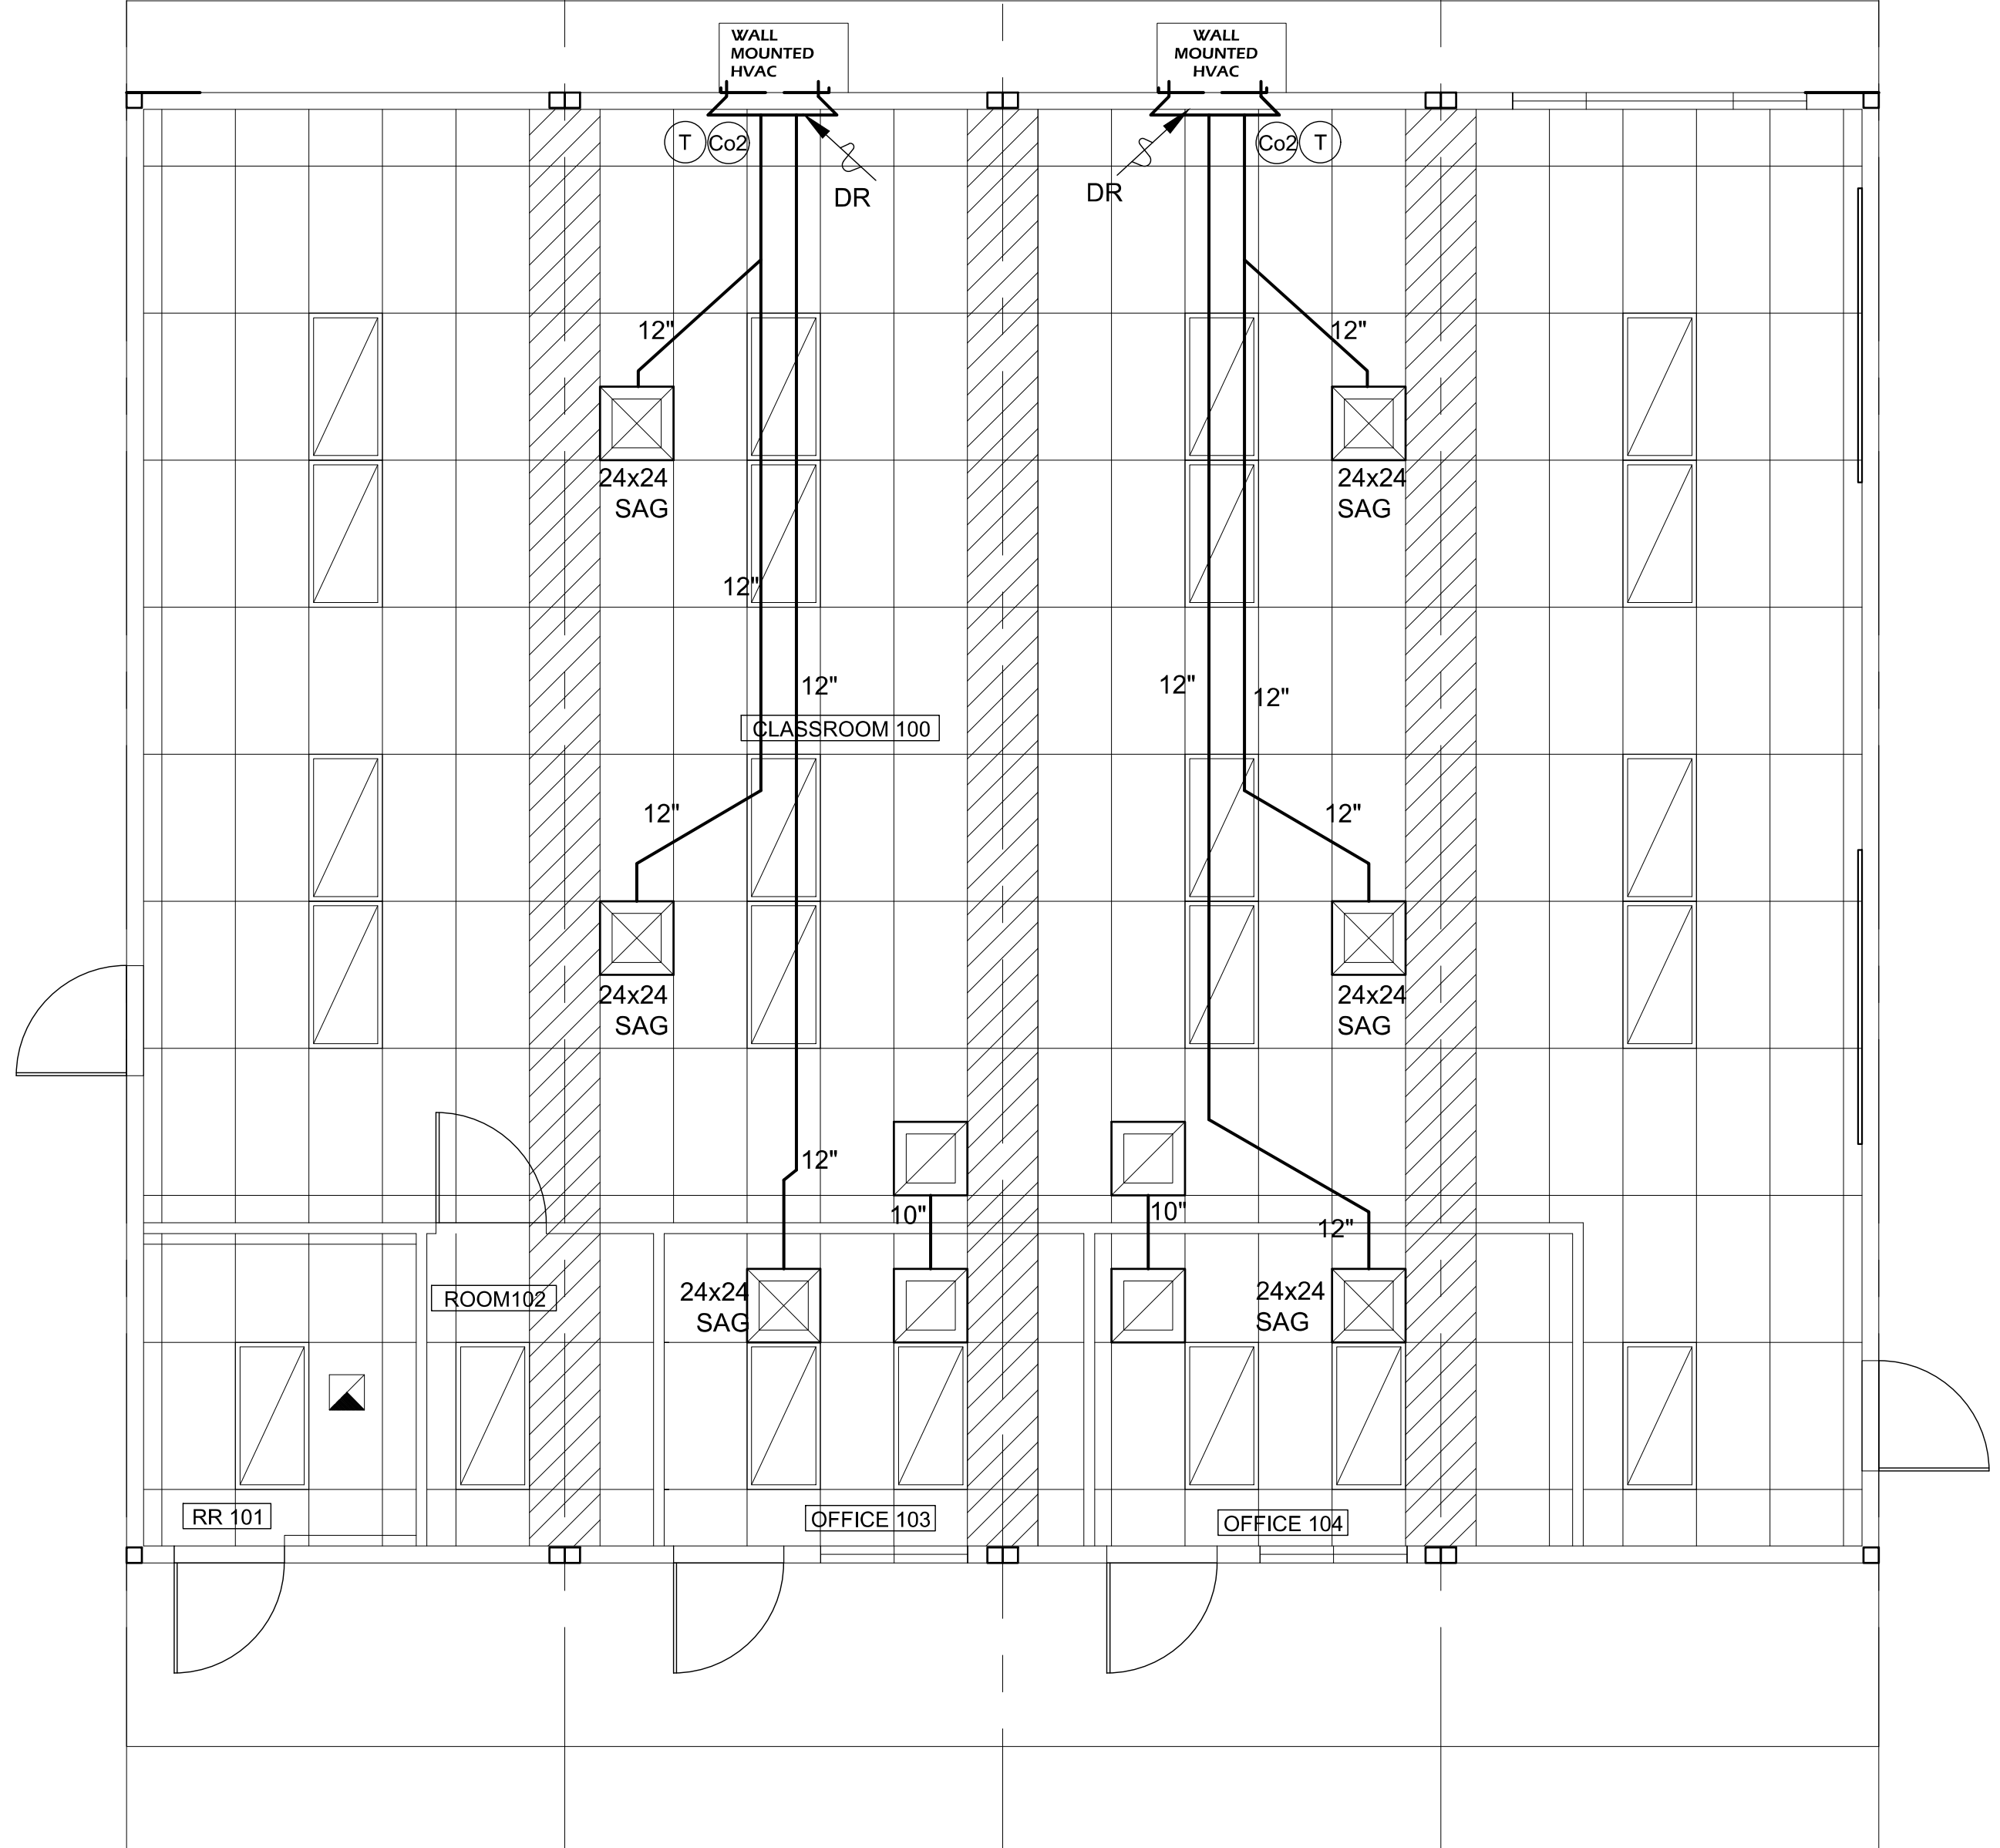 WALL
MOUNTED
HVAC
WALL
MOUNTED
HVAC
T
Co2
Co2
T
DR
DR
12"
12"
24x24
SAG
24x24
SAG
12"
12"
12"
12"
CLASSROOM 100
12"
12"
24x24
SAG
24x24
SAG
12"
10"
10"
12"
24x24
SAG
24x24
SAG
ROOM102
RR 101
OFFICE 103
OFFICE 104